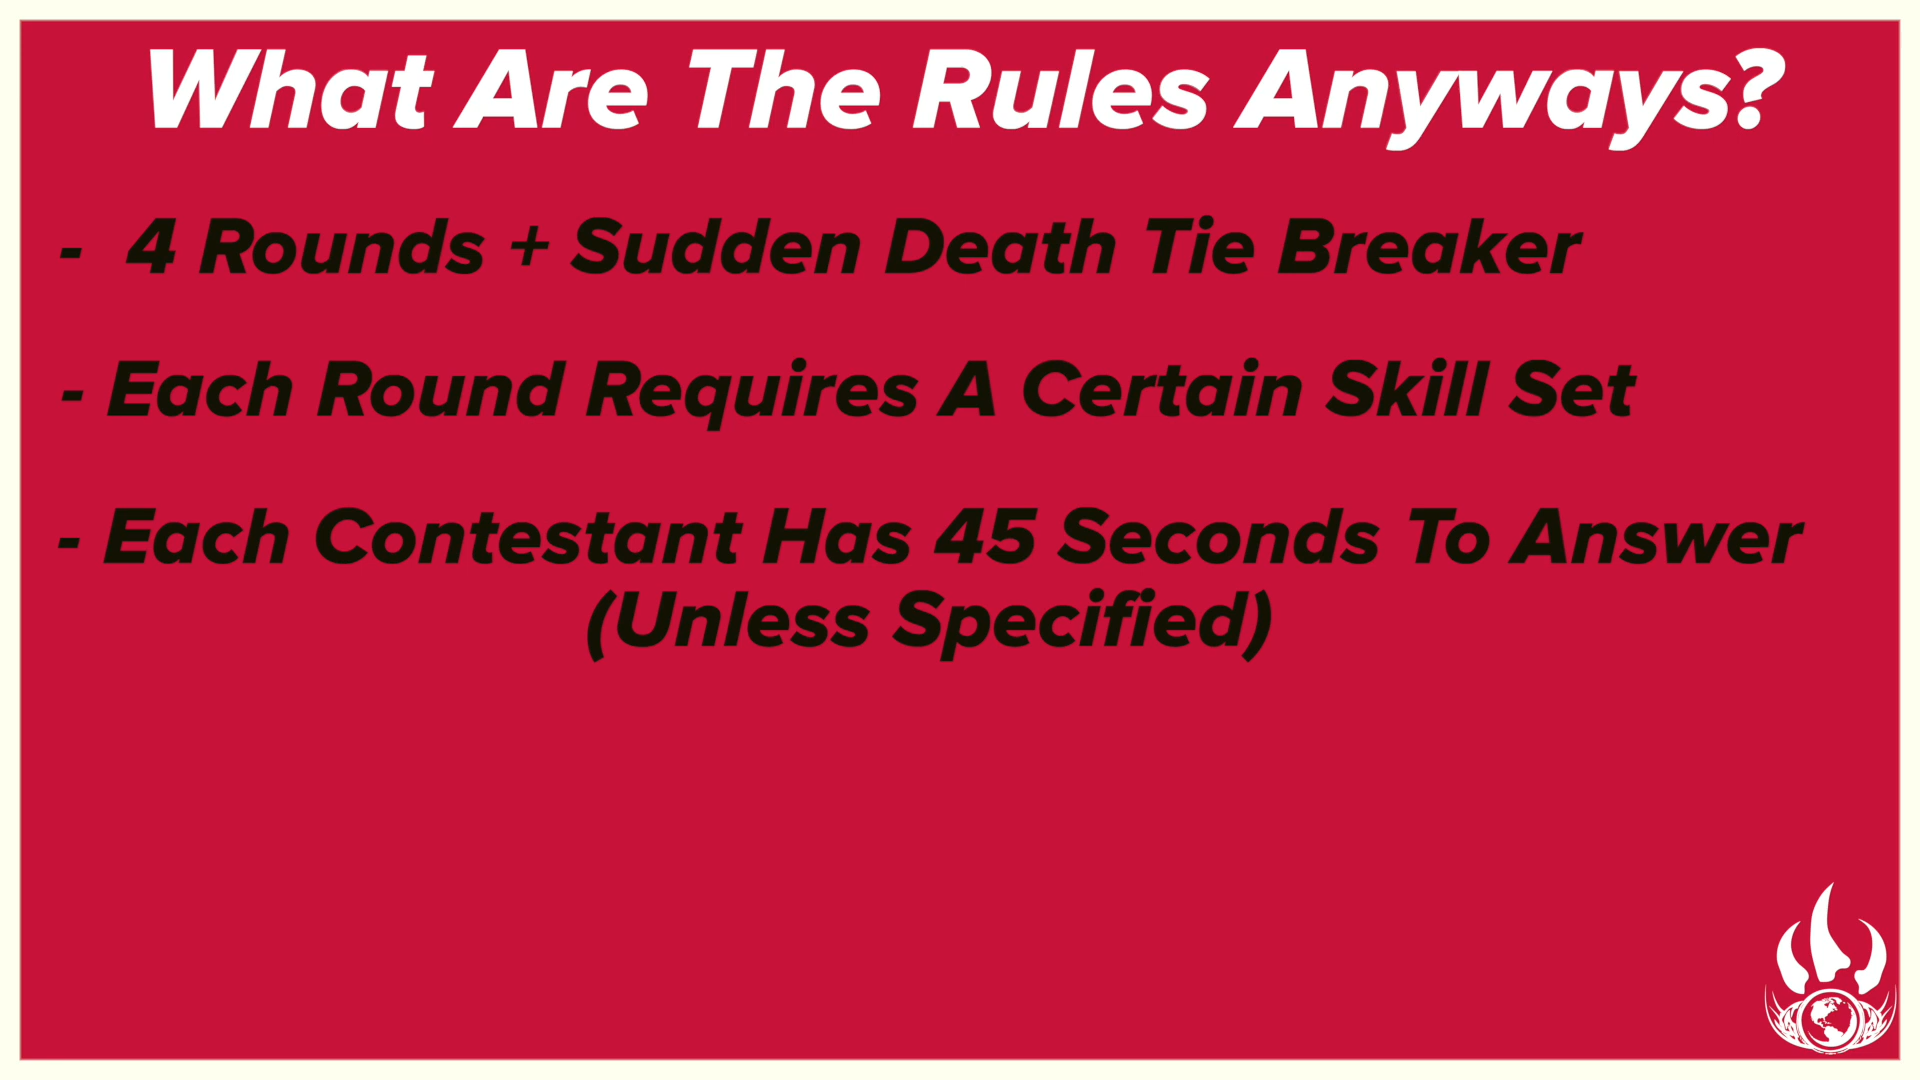 What Are The Rules Anyways?
- 4 Rounds + Sudden Death Tie Breaker
- Each Round Requires A Certain Skill Set
- Each Contestant Has 45 Seconds To Answer
(Unless Specified)